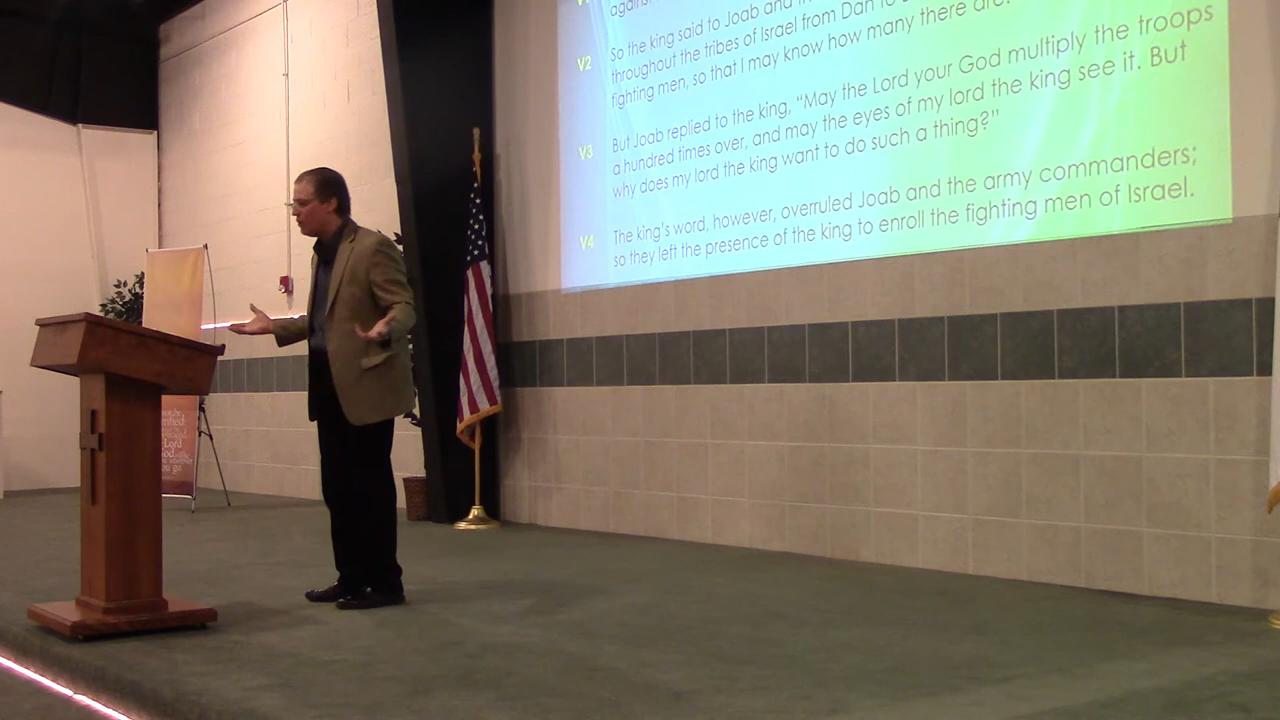 V1
against
V2
So the king said to Joab and
throughout the tribes of Israel from Dan to
fighting men, so that I may know how many there are.
V3
But Joab replied to the king, "May the Lord your God multiply the troops
a hundred times over, and may the eyes of my lord the king see it. But
why does my lord the king want to do such a thing?"
V4
The king's word, however, overruled Joab and the army commanders;
so they left the presence of the king to enroll the fighting men of Israel.
Lord
you go